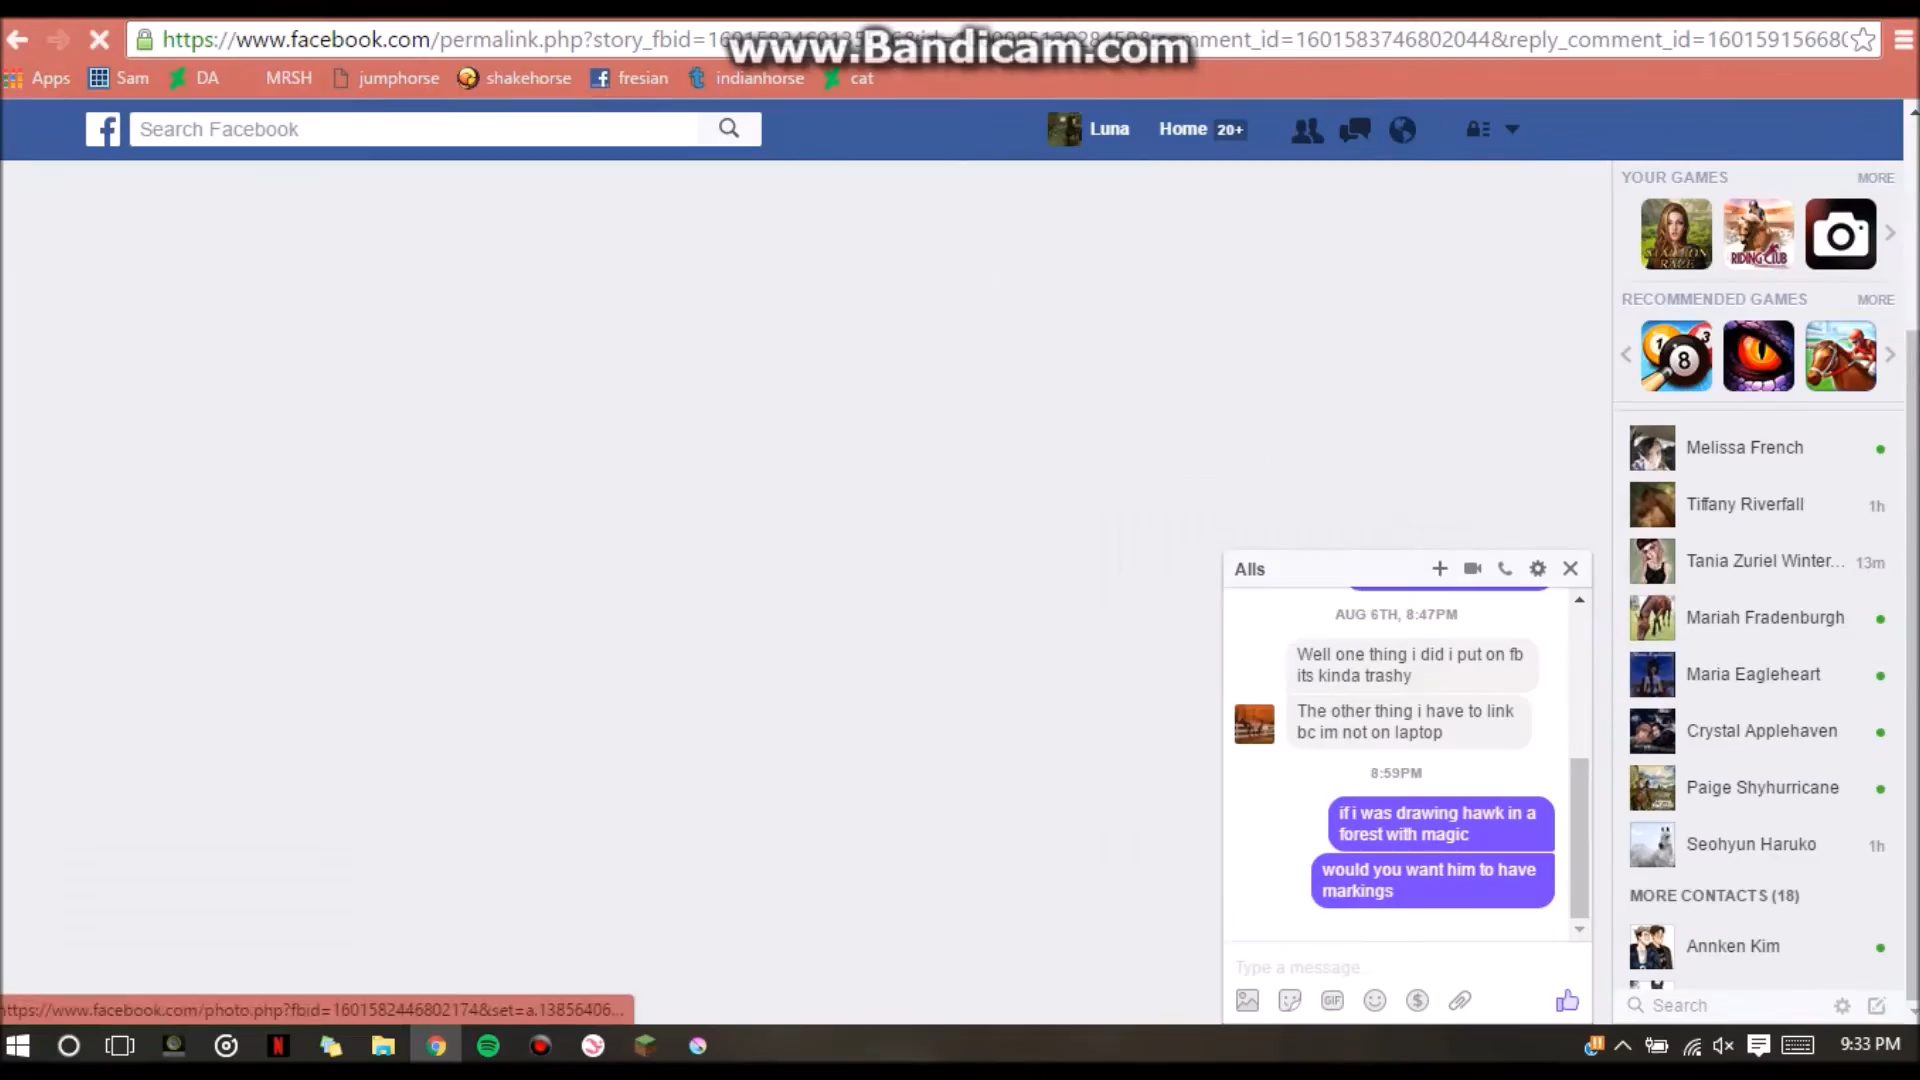 https://www.facebook.com/permalink.php?story_fbid=
www.Bandicam.com
comment_id=1601583746802044&reply_comment_id=160159156680
Apps
Sam
DA
MRSH
jumphorse
shakehorse
fresian
indianhorse
cat
Search Facebook
Luna
Home 20+
YOUR GAMES
MORE
RIDING CLUB
RECOMMENDED GAMES
MORE
8
Melissa French
Tiffany Riverfall
1h
Tania Zuriel Winter...
13m
Mariah Fradenburgh
Maria Eagleheart
Crystal Applehaven
Paige Shyhurricane
Seohyun Haruko
1h
MORE CONTACTS (18)
Annken Kim
Search
Alls
AUG 6TH, 8:47PM
Well one thing i did i put on fb
its kinda trashy
The other thing i have to link
bc im not on laptop
8:59PM
if i was drawing hawk in a
forest with magic
would you want him to have
markings
Type a message...
GIF
https://www.facebook.com/photo.php?fbid=1601582446802174&set=a.13856406...
9:33 PM